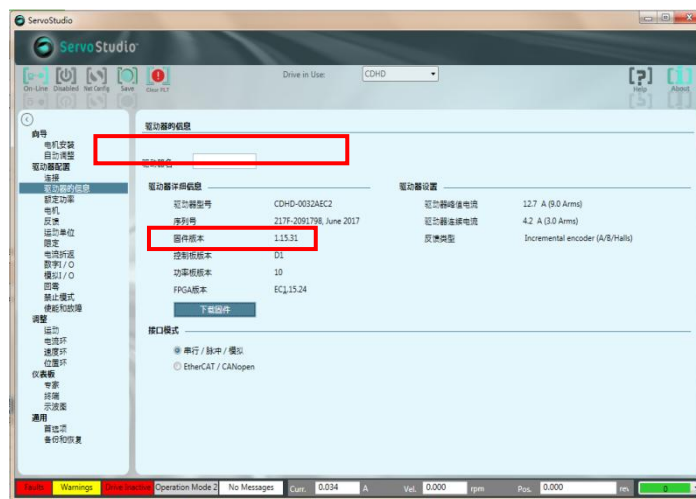 ServoStudio
ServoStudio
On-Line Disabled Net Config Save Clear FLT
Drive in Use: CDHD
Help About
向导
电机安装
自动调整
驱动器配置
连接
驱动器的信息
额定功率
电机
反馈
运动单位
限定
电流折返
数字I / O
模拟I / O
回零
禁止模式
使能和故障
调整
运动
电流环
速度环
位置环
仪表板
专家
终端
示波器
通用
首选项
备份和恢复
驱动器的信息
驱动器名
驱动器详细信息
驱动器型号 CDHD-0032AEC2
序列号 217F-2091798, June 2017
固件版本 1.15.31
控制板版本 D1
功率板版本 10
FPGA版本 EC1.15.24
下载固件
驱动器设置
驱动器峰值电流 12.7 A (9.0 Arms)
驱动器连续电流 4.2 A (3.0 Arms)
反馈类型 Incremental encoder (A/B/Halls)
接口模式
串行 / 脉冲 / 模拟
EtherCAT / CANopen
Faults Warnings Drive Inactive Operation Mode 2 No Messages Curr. 0.034 A Vel. 0.000 rpm Pos. 0.000 rev 0